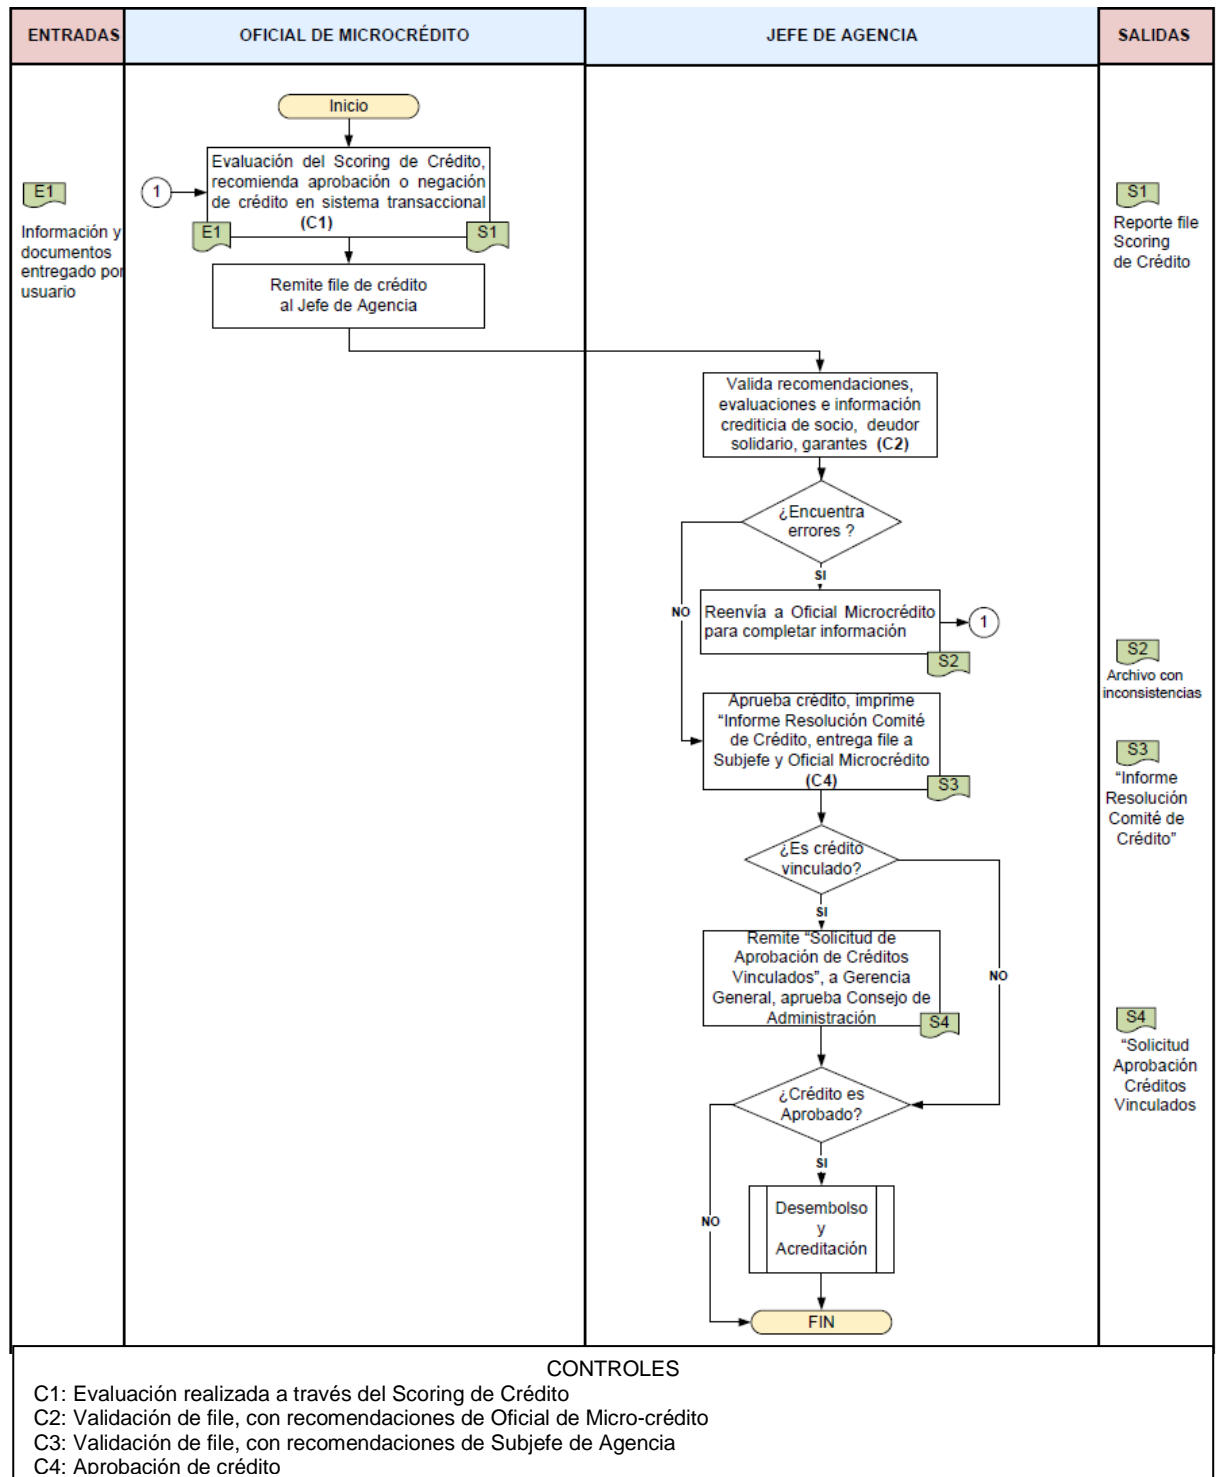 ENTRADAS
OFICIAL DE MICROCRÉDITO
JEFE DE AGENCIA
SALIDAS
Inicio
1
Evaluación del Scoring de Crédito,
recomienda aprobación o negación
de crédito en sistema transaccional
(C1)
E1
S1
E1
Información y
documentos
entregado por
usuario
S1
Reporte file
Scoring
de Crédito
Remite file de crédito
al Jefe de Agencia
Valida recomendaciones,
evaluaciones e información
crediticia de socio, deudor
solidario, garantes (C2)
¿Encuentra
errores ?
SI
NO
Reenvía a Oficial Microcrédito
para completar información
1
S2
S2
Archivo con
inconsistencias
Aprueba crédito, imprime
“Informe Resolución Comité
de Crédito, entrega file a
Subjefe y Oficial Microcrédito
(C4)
S3
S3
“Informe
Resolución
Comité de
Crédito”
¿Es crédito
vinculado?
SI
NO
Remite “Solicitud de
Aprobación de Créditos
Vinculados”, a Gerencia
General, aprueba Consejo de
Administración
S4
S4
“Solicitud
Aprobación
Créditos
Vinculados
¿Crédito es
Aprobado?
SI
NO
Desembolso
y
Acreditación
FIN
CONTROLES
C1: Evaluación realizada a través del Scoring de Crédito
C2: Validación de file, con recomendaciones de Oficial de Micro-crédito
C3: Validación de file, con recomendaciones de Subjefe de Agencia
C4: Aprobación de crédito